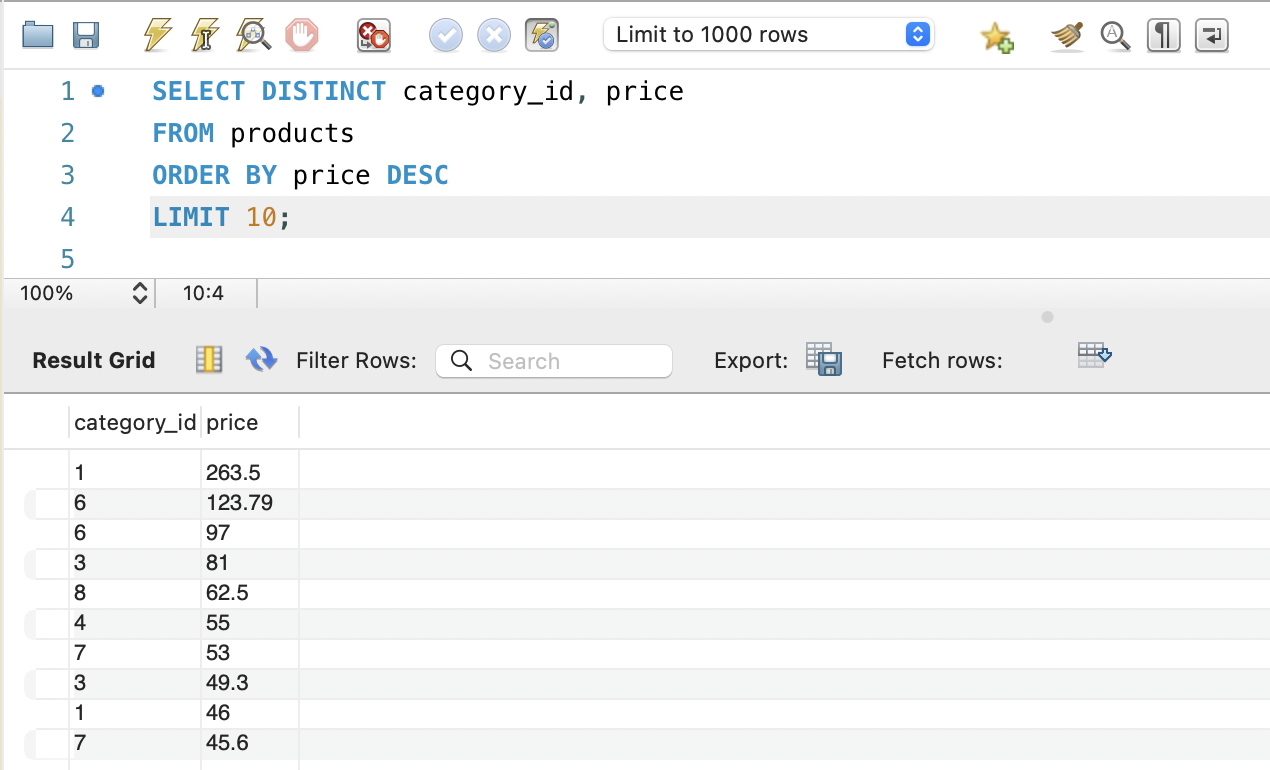 Limit to 1000 rows
1 SELECT DISTINCT category_id, price
2 FROM products
3 ORDER BY price DESC
4 LIMIT 10;
5
100% 10:4
Result Grid Filter Rows: Search Export: Fetch rows:
category_id price
1 263.5
6 123.79
6 97
3 81
8 62.5
4 55
7 53
3 49.3
1 46
7 45.6